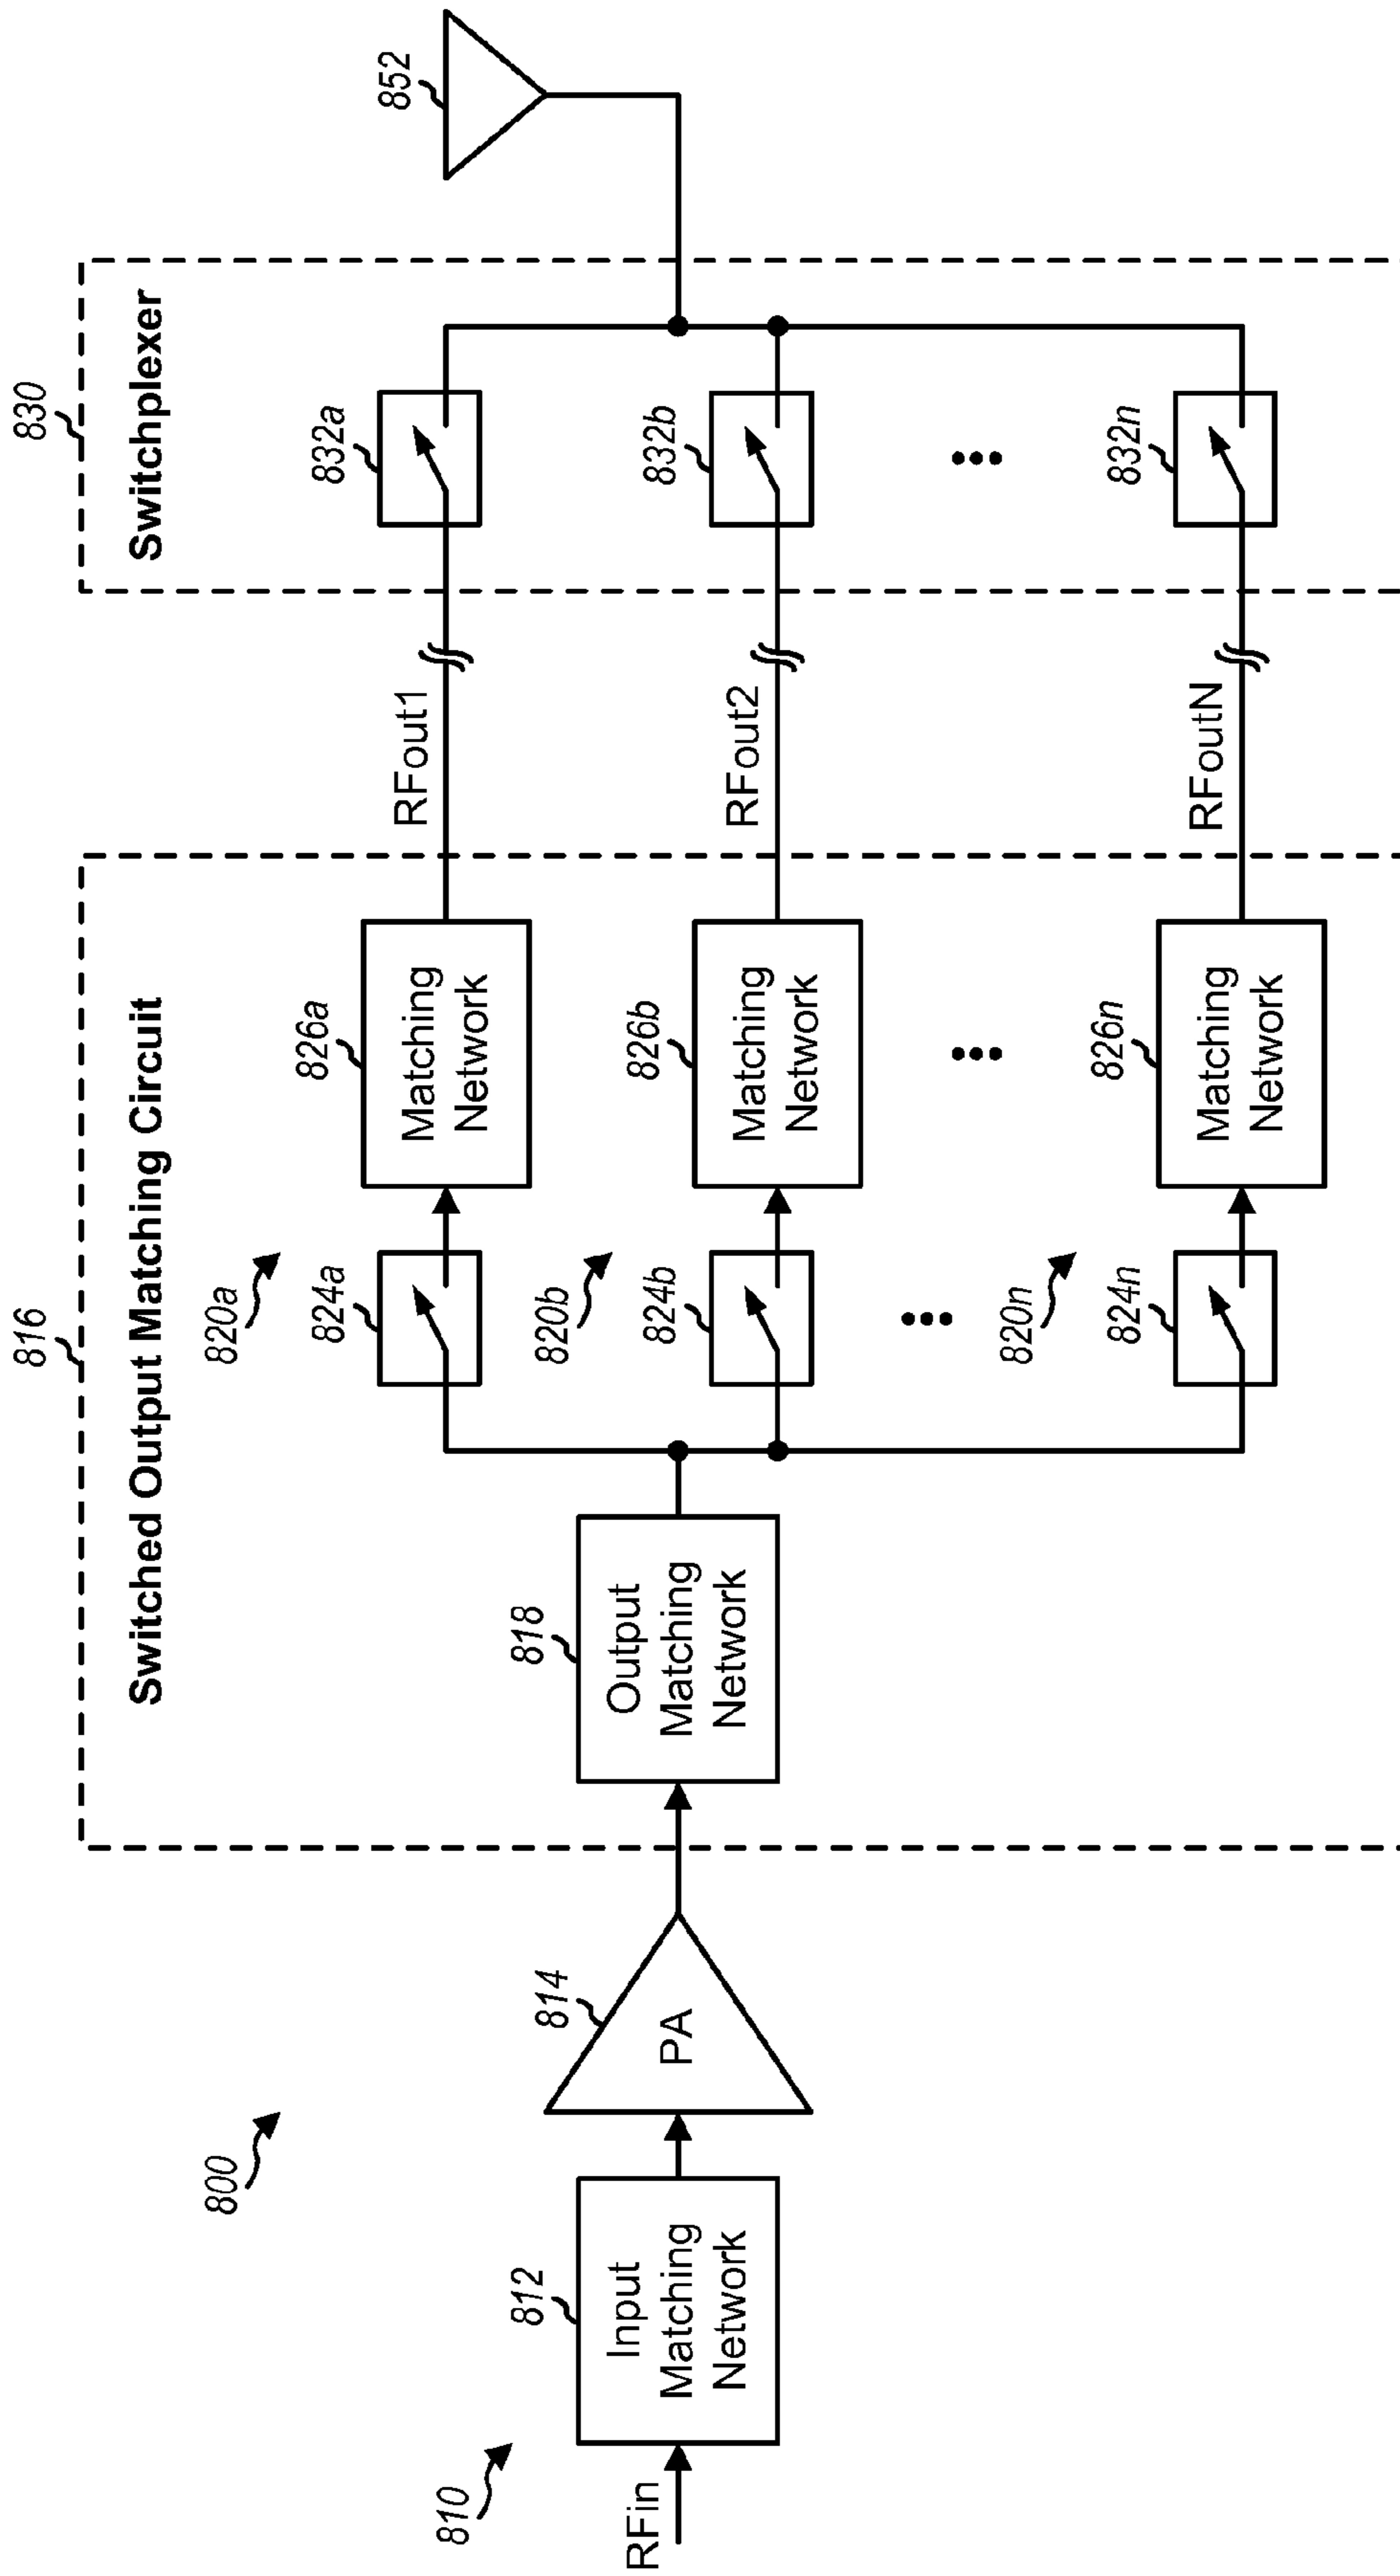 800
810
RFin
812
Input
Matching
Network
814
PA
816
Switched Output Matching Circuit
818
Output
Matching
Network
820a
824a
826a
Matching
Network
RFout1
820b
824b
826b
Matching
Network
RFout2
820n
824n
826n
Matching
Network
RFoutN
830
Switchplexer
832a
832b
832n
852